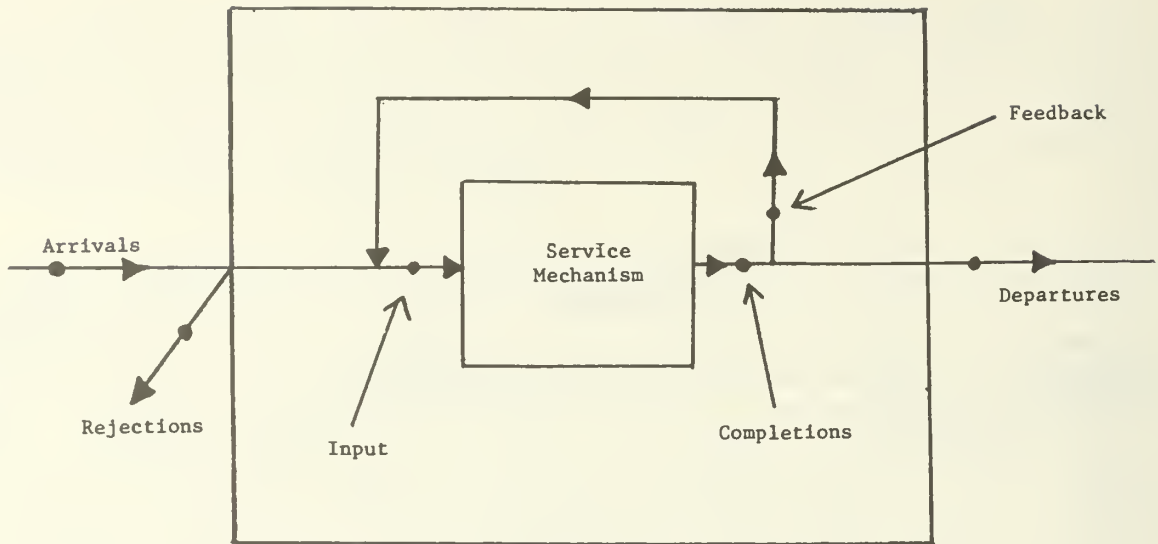 Feedback
Arrivals
Service
Mechanism
Departures
Rejections
Input
Completions